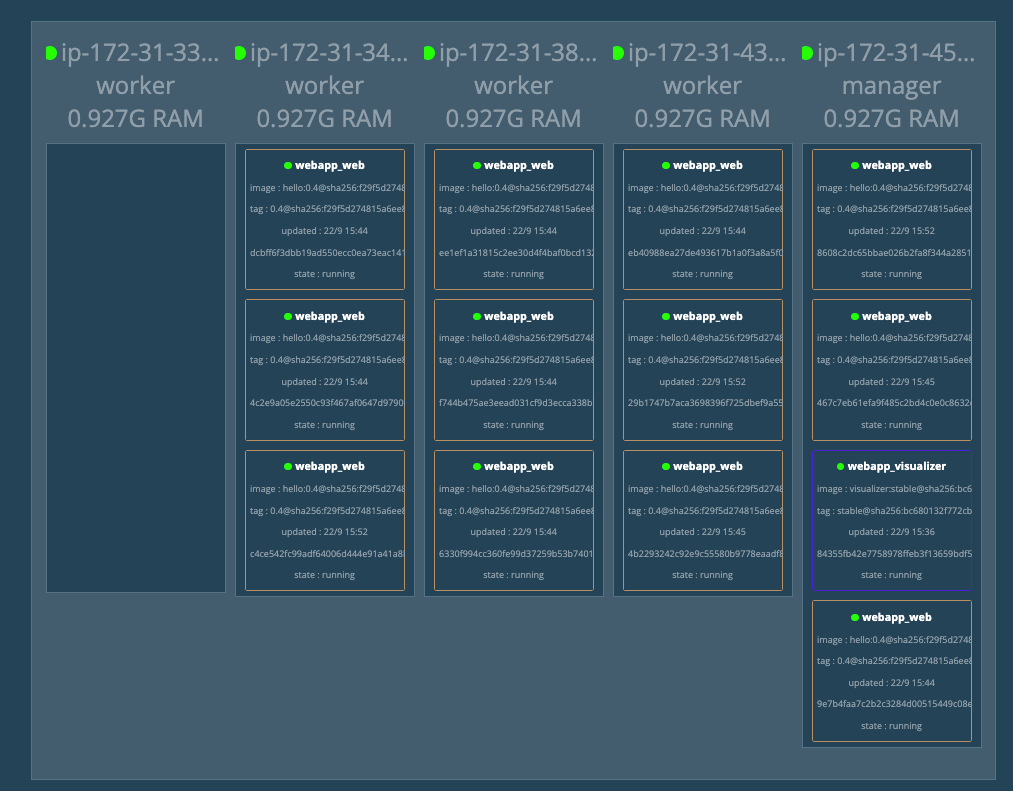 ip-172-31-33...
worker
0.927G RAM
ip-172-31-34...
worker
0.927G RAM
webapp_web
image : hello:0.4@sha256:f29f5d2748
tag : 0.4@sha256:f29f5d274815a6ee8
updated : 22/9 15:44
dcbff6f3dbb19ad550ecc0ea73eac141
state : running
webapp_web
image : hello:0.4@sha256:f29f5d2748
tag : 0.4@sha256:f29f5d274815a6ee8
updated : 22/9 15:44
4c2e9a05e2550c93f467af0647d9790
state : running
webapp_web
image : hello:0.4@sha256:f29f5d2748
tag : 0.4@sha256:f29f5d274815a6ee8
updated : 22/9 15:52
c4ce542fc99adf64006d444e91a41a8
state : running
ip-172-31-38...
worker
0.927G RAM
webapp_web
image : hello:0.4@sha256:f29f5d2748
tag : 0.4@sha256:f29f5d274815a6ee8
updated : 22/9 15:44
ee1ef1a31815c2ee30d4f4baf0bcd132
state : running
webapp_web
image : hello:0.4@sha256:f29f5d2748
tag : 0.4@sha256:f29f5d274815a6ee8
updated : 22/9 15:44
f744b475ae3eead031cf9d3ecca338b
state : running
webapp_web
image : hello:0.4@sha256:f29f5d2748
tag : 0.4@sha256:f29f5d274815a6ee8
updated : 22/9 15:44
6330f994cc360fe99d37259b53b7401
state : running
ip-172-31-43...
worker
0.927G RAM
webapp_web
image : hello:0.4@sha256:f29f5d2748
tag : 0.4@sha256:f29f5d274815a6ee8
updated : 22/9 15:44
eb40988ea27de493617b1a0f3a8a5f0
state : running
webapp_web
image : hello:0.4@sha256:f29f5d2748
tag : 0.4@sha256:f29f5d274815a6ee8
updated : 22/9 15:52
29b1747b7aca3698396f725dbef9a55
state : running
webapp_web
image : hello:0.4@sha256:f29f5d2748
tag : 0.4@sha256:f29f5d274815a6ee8
updated : 22/9 15:45
4b2293242c92e9c55580b9778eaadf8
state : running
ip-172-31-45...
manager
0.927G RAM
webapp_web
image : hello:0.4@sha256:f29f5d2748
tag : 0.4@sha256:f29f5d274815a6ee8
updated : 22/9 15:52
8608c2dc65bbae026b2fa8f344a2851
state : running
webapp_web
image : hello:0.4@sha256:f29f5d2748
tag : 0.4@sha256:f29f5d274815a6ee8
updated : 22/9 15:45
467c7eb61efa9f485c2bd4c0e0c8632
state : running
webapp_visualizer
image : visualizer:stable@sha256:bc6
tag : stable@sha256:bc680132f772cb
updated : 22/9 15:36
84355fb42e7758978ffeb3f13659bdf5
state : running
webapp_web
image : hello:0.4@sha256:f29f5d2748
tag : 0.4@sha256:f29f5d274815a6ee8
updated : 22/9 15:44
9e7b4faa7c2b2c3284d00515449c08e
state : running